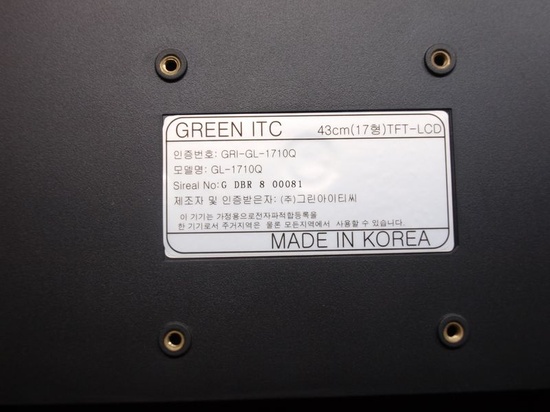 GREEN ITC 43cm(17형)TFT-LCD
인증번호: GRI-GL-1710Q
모델명: GL-1710Q
Sireal No: G DBR 8 00081
제조자 및 인증받은자: (주)그린아이티씨
이 기기는 가정용으로전자파적합등록을
한 기기로서 주거지역은 물론 모든지역에서 사용할 수 있습니다.
MADE IN KOREA